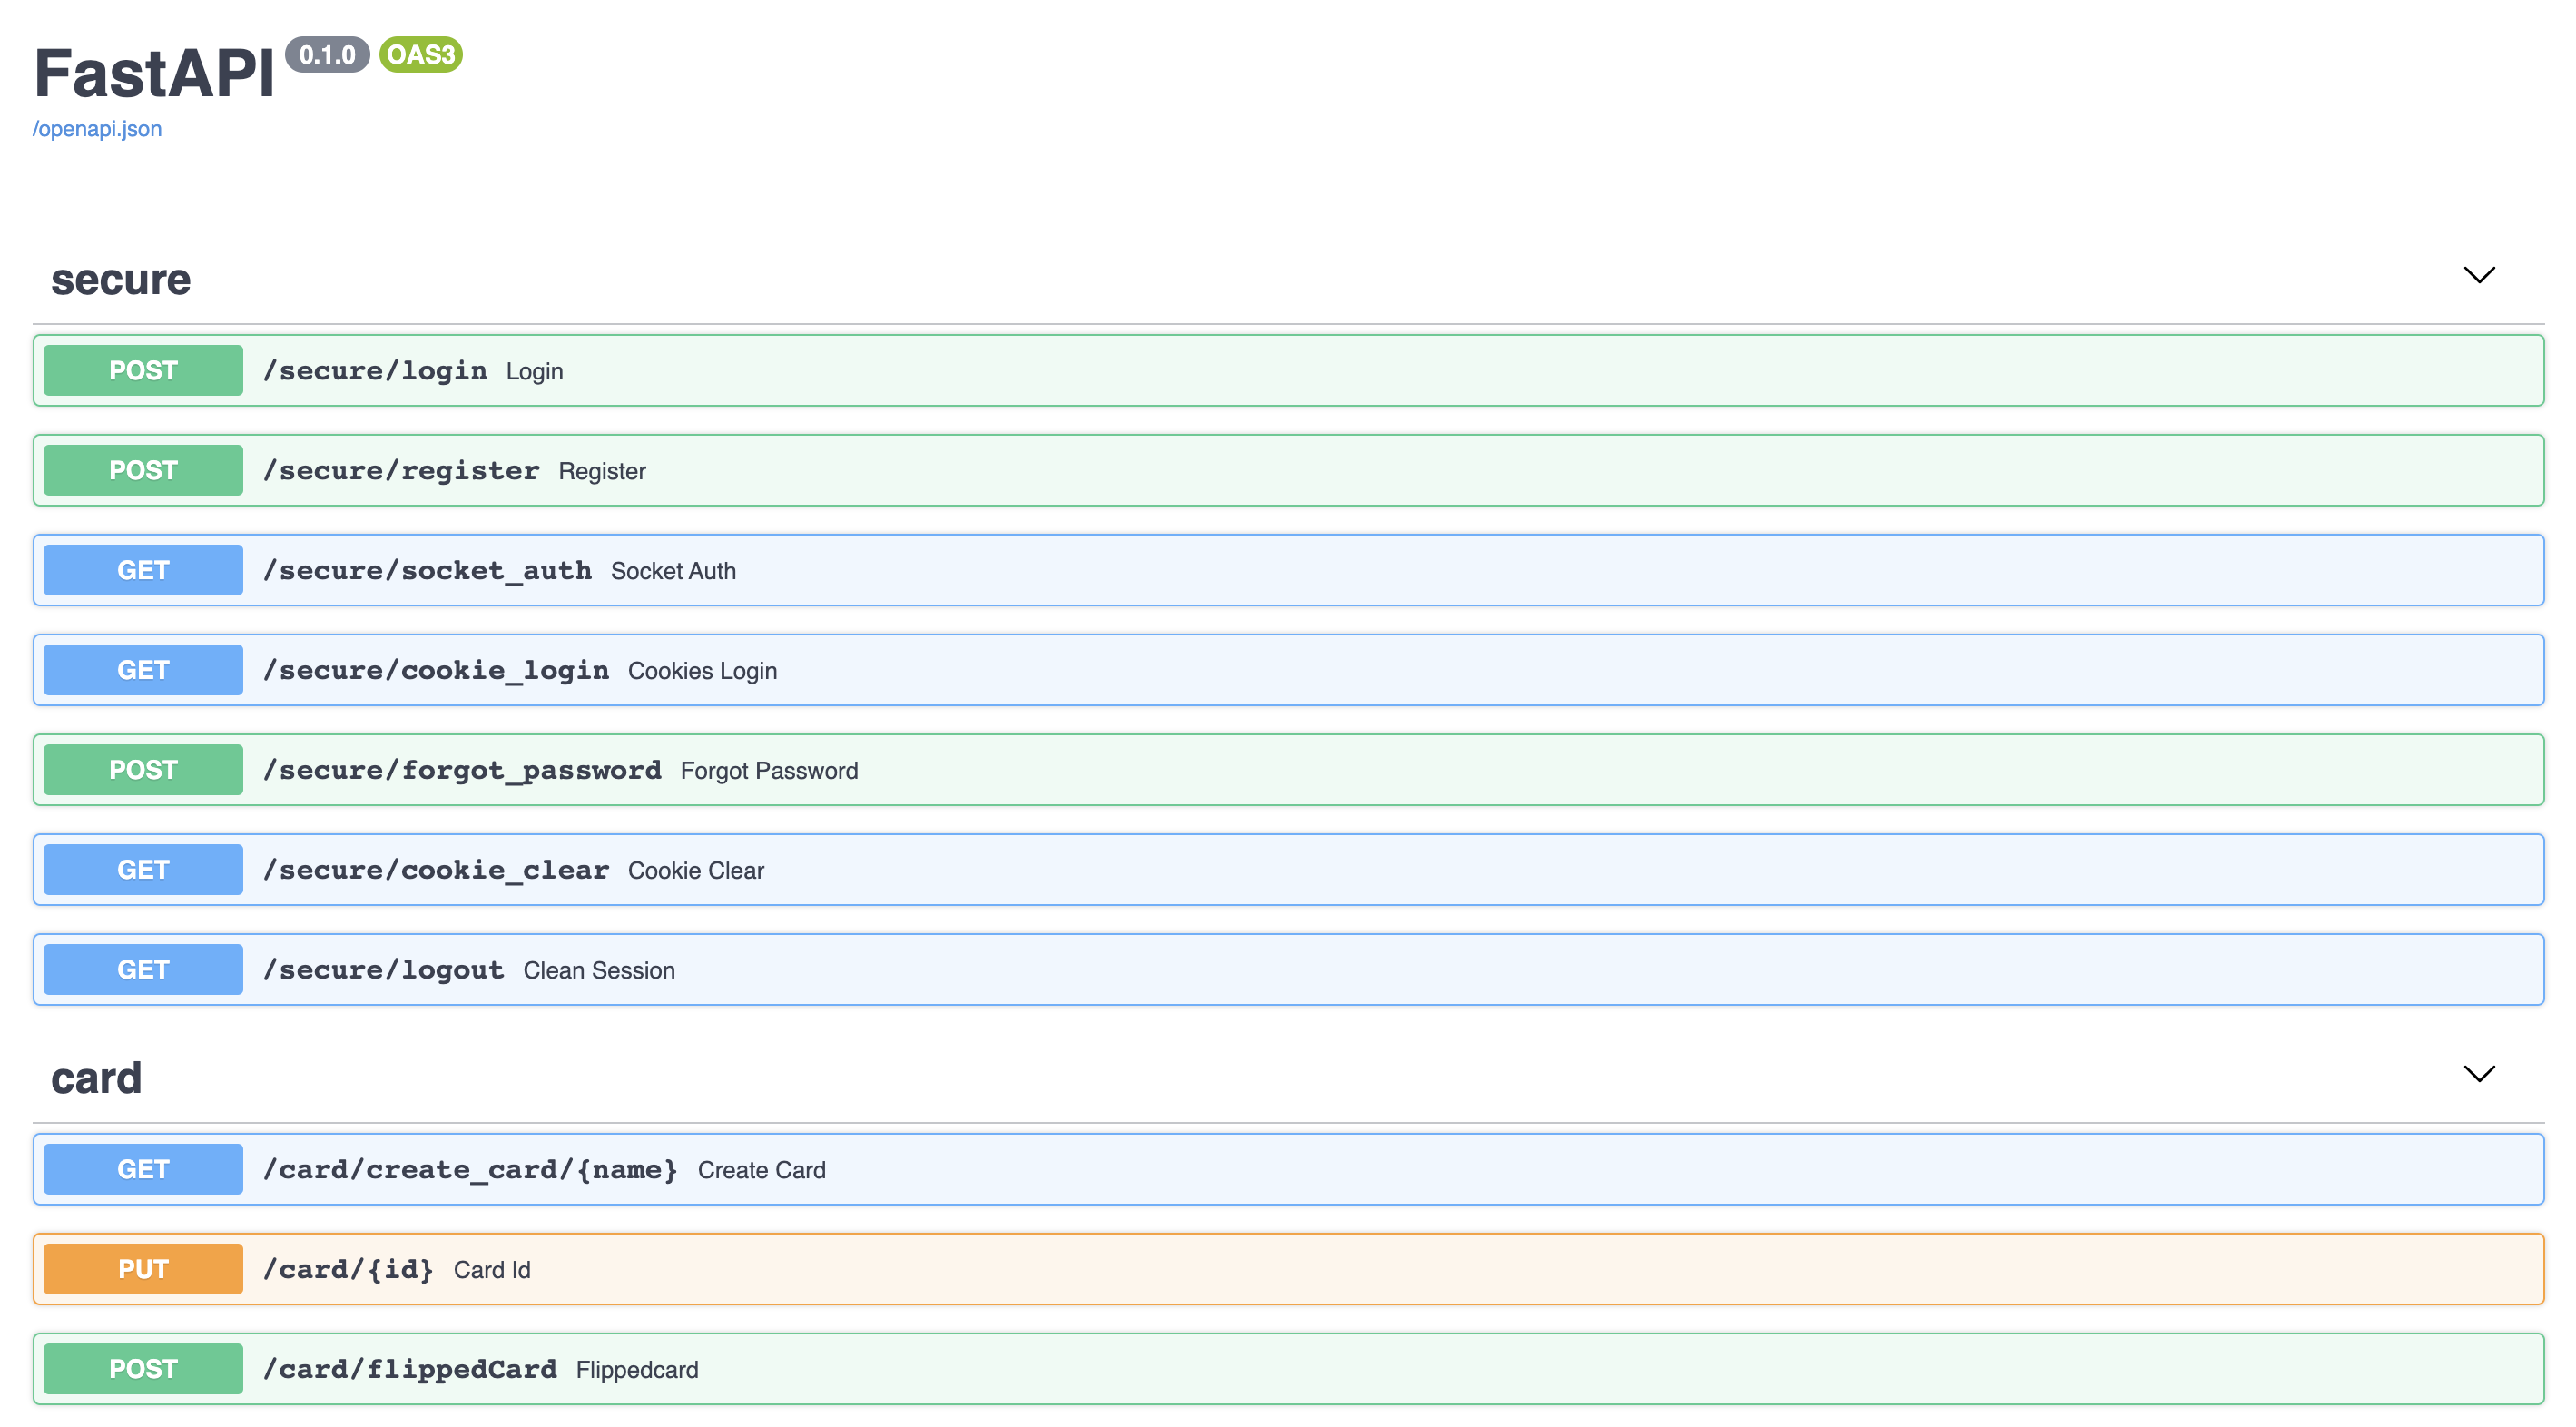 FastAPI 0.1.0 OAS3
/openapi.json
secure
POST /secure/login Login
POST /secure/register Register
GET /secure/socket_auth Socket Auth
GET /secure/cookie_login Cookies Login
POST /secure/forgot_password Forgot Password
GET /secure/cookie_clear Cookie Clear
GET /secure/logout Clean Session
card
GET /card/create_card/{name} Create Card
PUT /card/{id} Card Id
POST /card/flippedCard Flippedcard